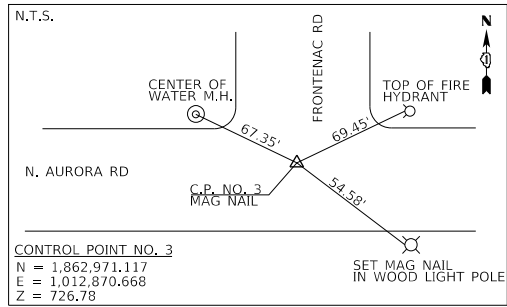 N.T.S.
FRONTENAC RD
N
CENTER OF
WATER M.H.
TOP OF FIRE
HYDRANT
67.35'
69.45'
N. AURORA RD
C.P. NO. 3
MAG NAIL
54.58'
CONTROL POINT NO. 3
N = 1,862,971.117
E = 1,012,870.668
Z = 726.78
SET MAG NAIL
IN WOOD LIGHT POLE